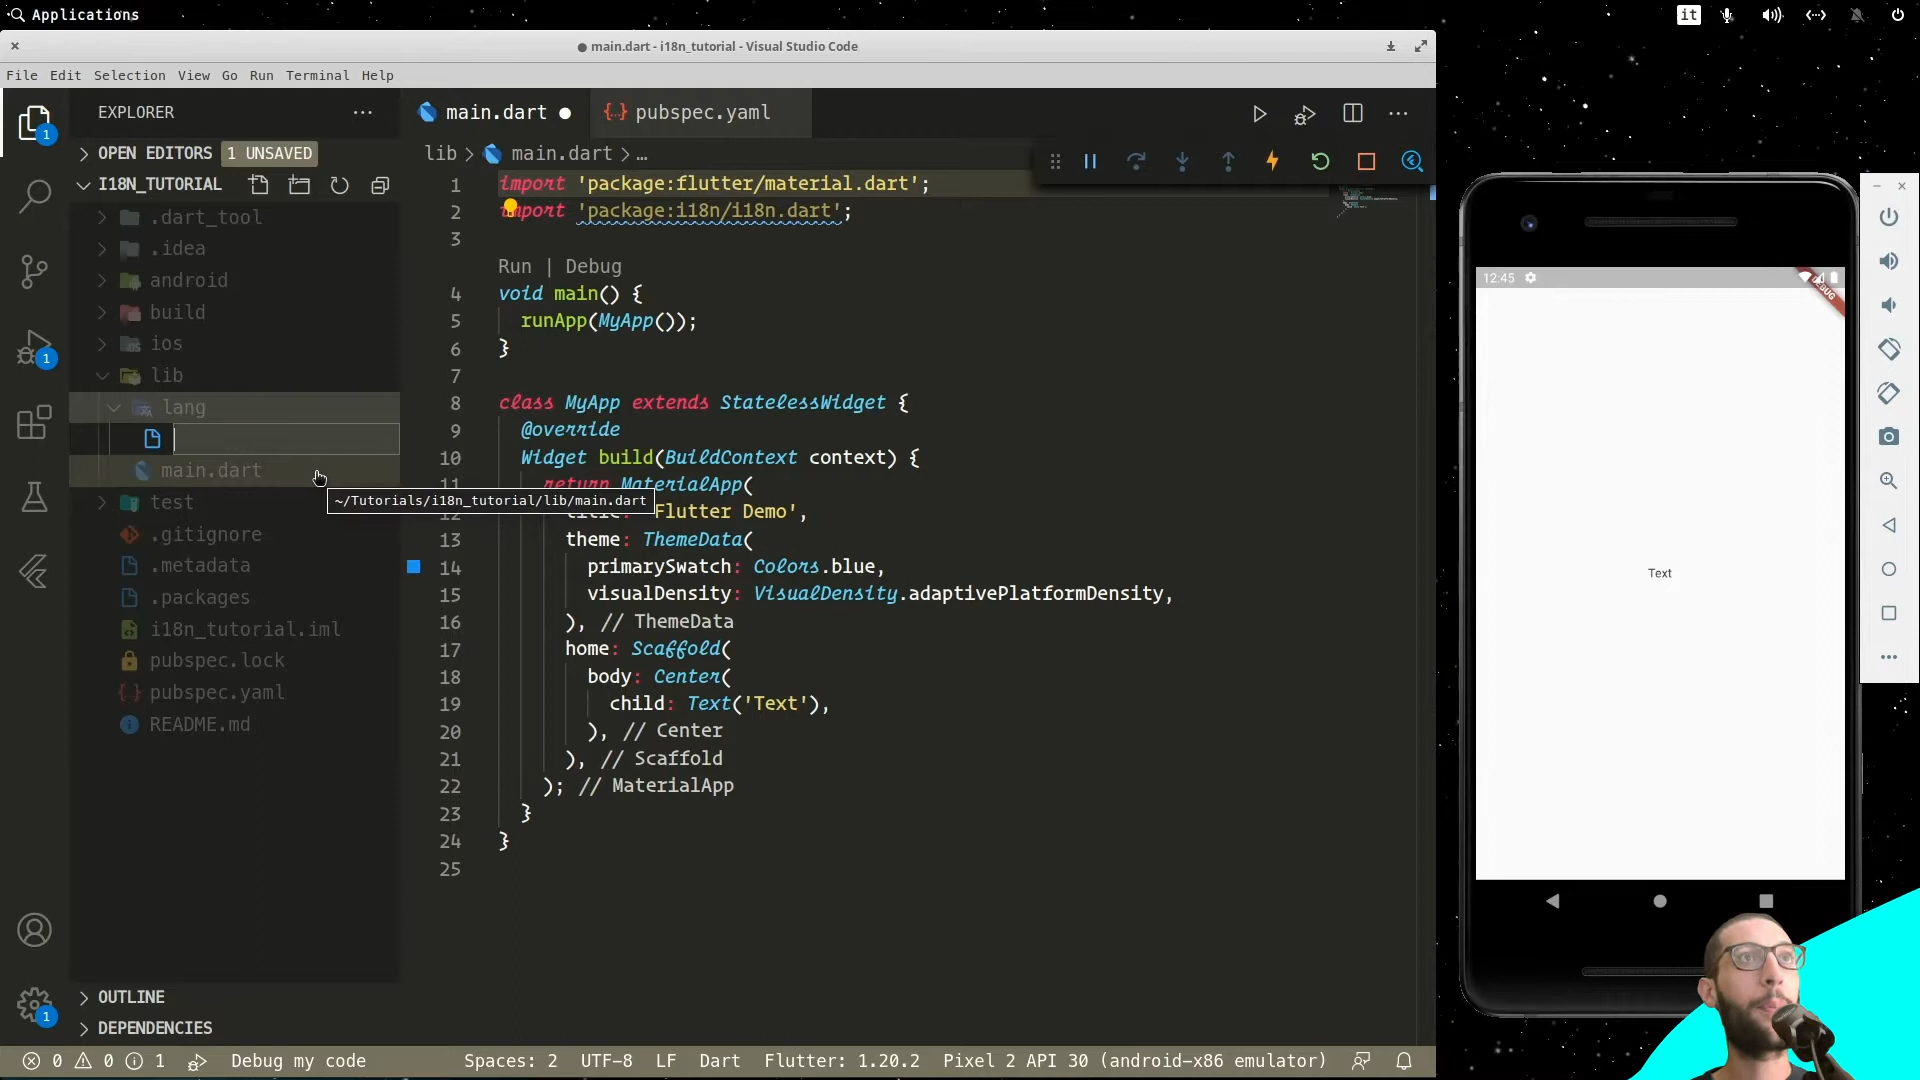 Applications
it
main.dart - i18n_tutorial - Visual Studio Code
File Edit Selection View Go Run Terminal Help
EXPLORER
main.dart
pubspec.yaml
OPEN EDITORS 1 UNSAVED
lib > main.dart > ...
I18N_TUTORIAL
.dart_tool
.idea
android
build
ios
lib
lang
main.dart
~/Tutorials/i18n_tutorial/lib/main.dart
test
.gitignore
.metadata
.packages
i18n_tutorial.iml
pubspec.lock
pubspec.yaml
README.md
OUTLINE
DEPENDENCIES
1
1
1
1 import 'package:flutter/material.dart';
2 import 'package:i18n/i18n.dart';
3
Run | Debug
4 void main() {
5 runApp(MyApp());
6 }
7
8 class MyApp extends StatelessWidget {
9 @override
10 Widget build(BuildContext context) {
11 return MaterialApp(
12 title: 'Flutter Demo',
13 theme: ThemeData(
14 primarySwatch: Colors.blue,
15 visualDensity: VisualDensity.adaptivePlatformDensity,
16 ), // ThemeData
17 home: Scaffold(
18 body: Center(
19 child: Text('Text'),
20 ), // Center
21 ), // Scaffold
22 ); // MaterialApp
23 }
24 }
25
12:45
DEBUG
Text
0 0 1 Debug my code Spaces: 2 UTF-8 LF Dart Flutter: 1.20.2 Pixel 2 API 30 (android-x86 emulator)